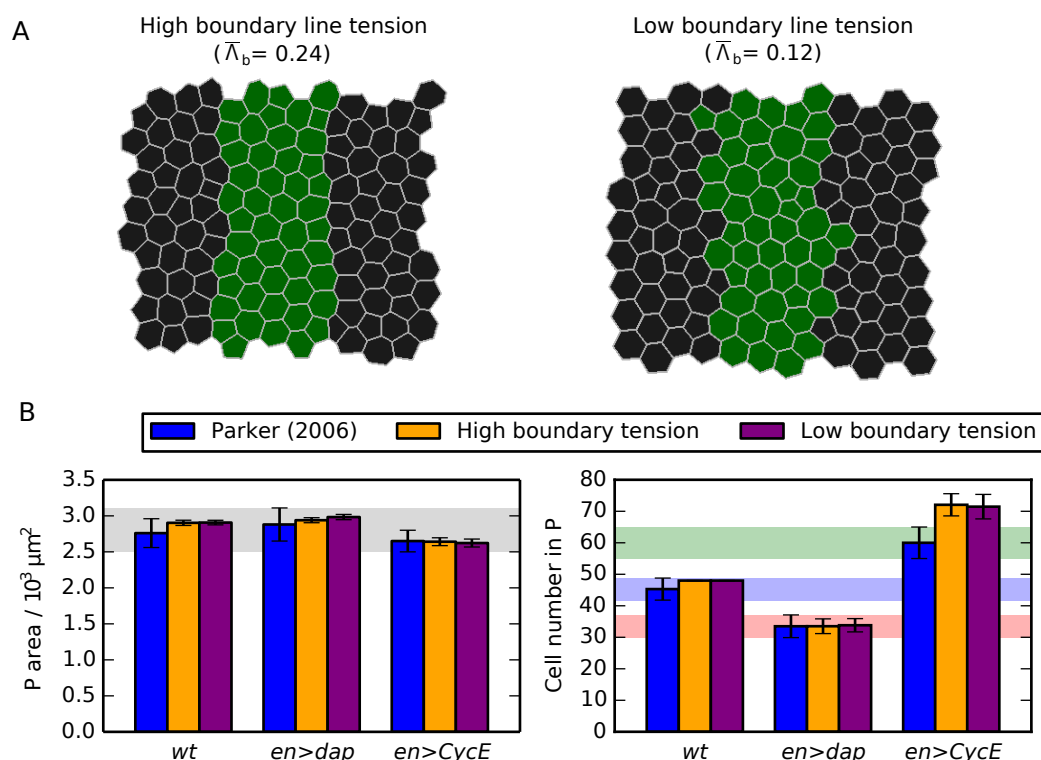 A
High boundary line tension
( Λ̅b= 0.24)
Low boundary line tension
( Λ̅b= 0.12)
B
Parker (2006)
High boundary tension
Low boundary tension
P area / 10³ µm²
3.5
3.0
2.5
2.0
1.5
1.0
0.5
0.0
wt
en>dap
en>CycE
Cell number in P
80
70
60
50
40
30
20
10
0
wt
en>dap
en>CycE